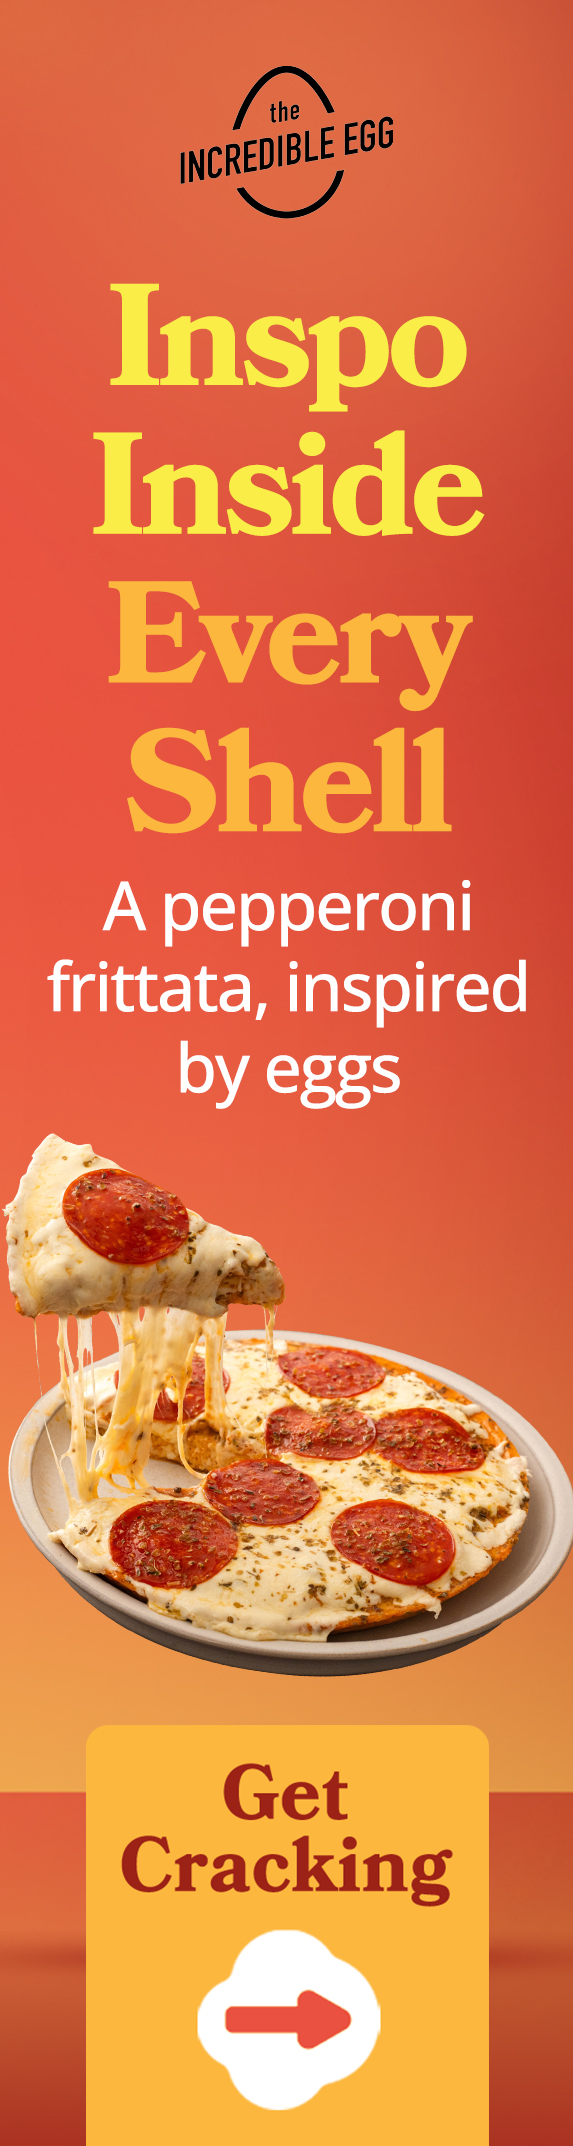 the
INCREDIBLE EGG
Inspo
Inside
Every
Shell
A pepperoni
frittata, inspired
by eggs
Get
Cracking